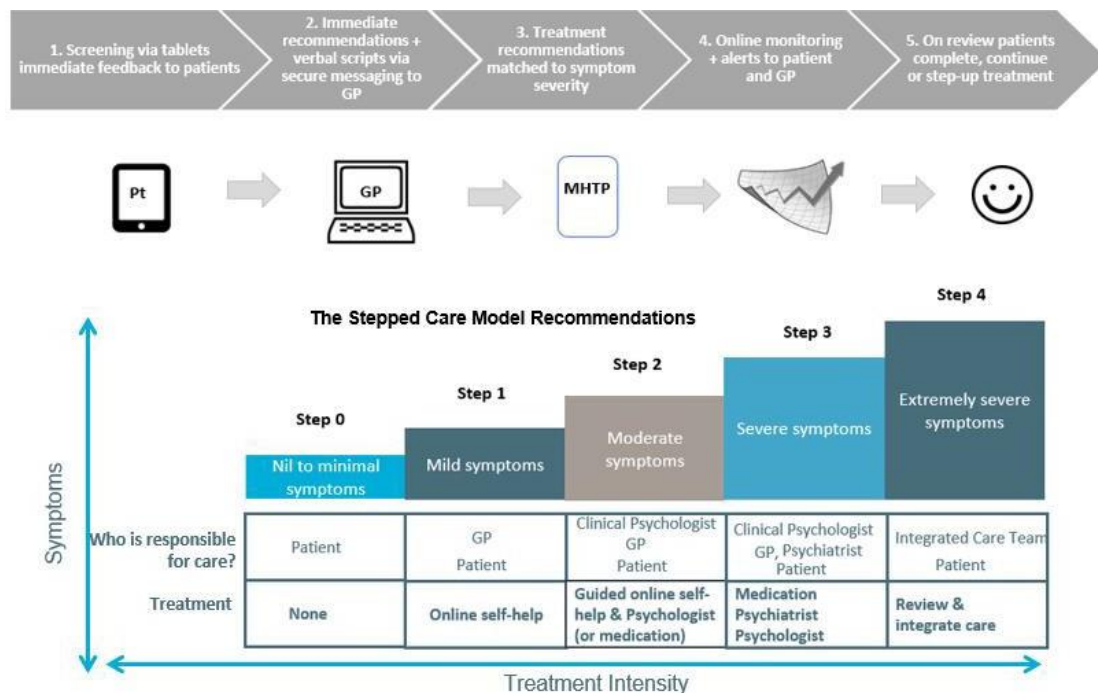 1. Screening via tablets
immediate feedback to patients
2. Immediate
recommendations +
verbal scripts via
secure messaging to
GP
3. Treatment
recommendations
matched to symptom
severity
4. Online monitoring
+ alerts to patient
and GP
5. On review patients
complete, continue
or step-up treatment
Pt
GP
MHTP
The Stepped Care Model Recommendations
Step 0
Step 1
Step 2
Step 3
Step 4
Nil to minimal
symptoms
Mild symptoms
Moderate
symptoms
Severe symptoms
Extremely severe
symptoms
Symptoms
Who is responsible
for care?
Patient
GP
Patient
Clinical Psychologist
GP
Patient
Clinical Psychologist
GP, Psychiatrist
Patient
Integrated Care Team
Patient
Treatment
None
Online self-help
Guided online self-
help & Psychologist
(or medication)
Medication
Psychiatrist
Psychologist
Review &
integrate care
Treatment Intensity